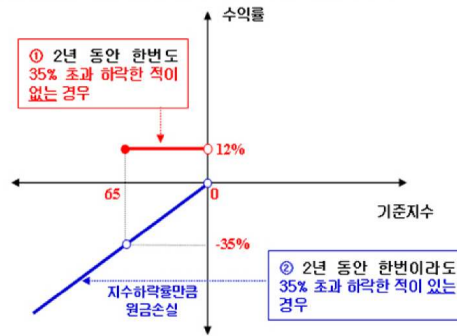 수익률
① 2년 동안 한번도
35% 초과 하락한 적이
없는 경우
12%
65
0
기준지수
-35%
지수하락률만큼
원금손실
② 2년 동안 한번이라도
35% 초과 하락한 적이 있는
경우